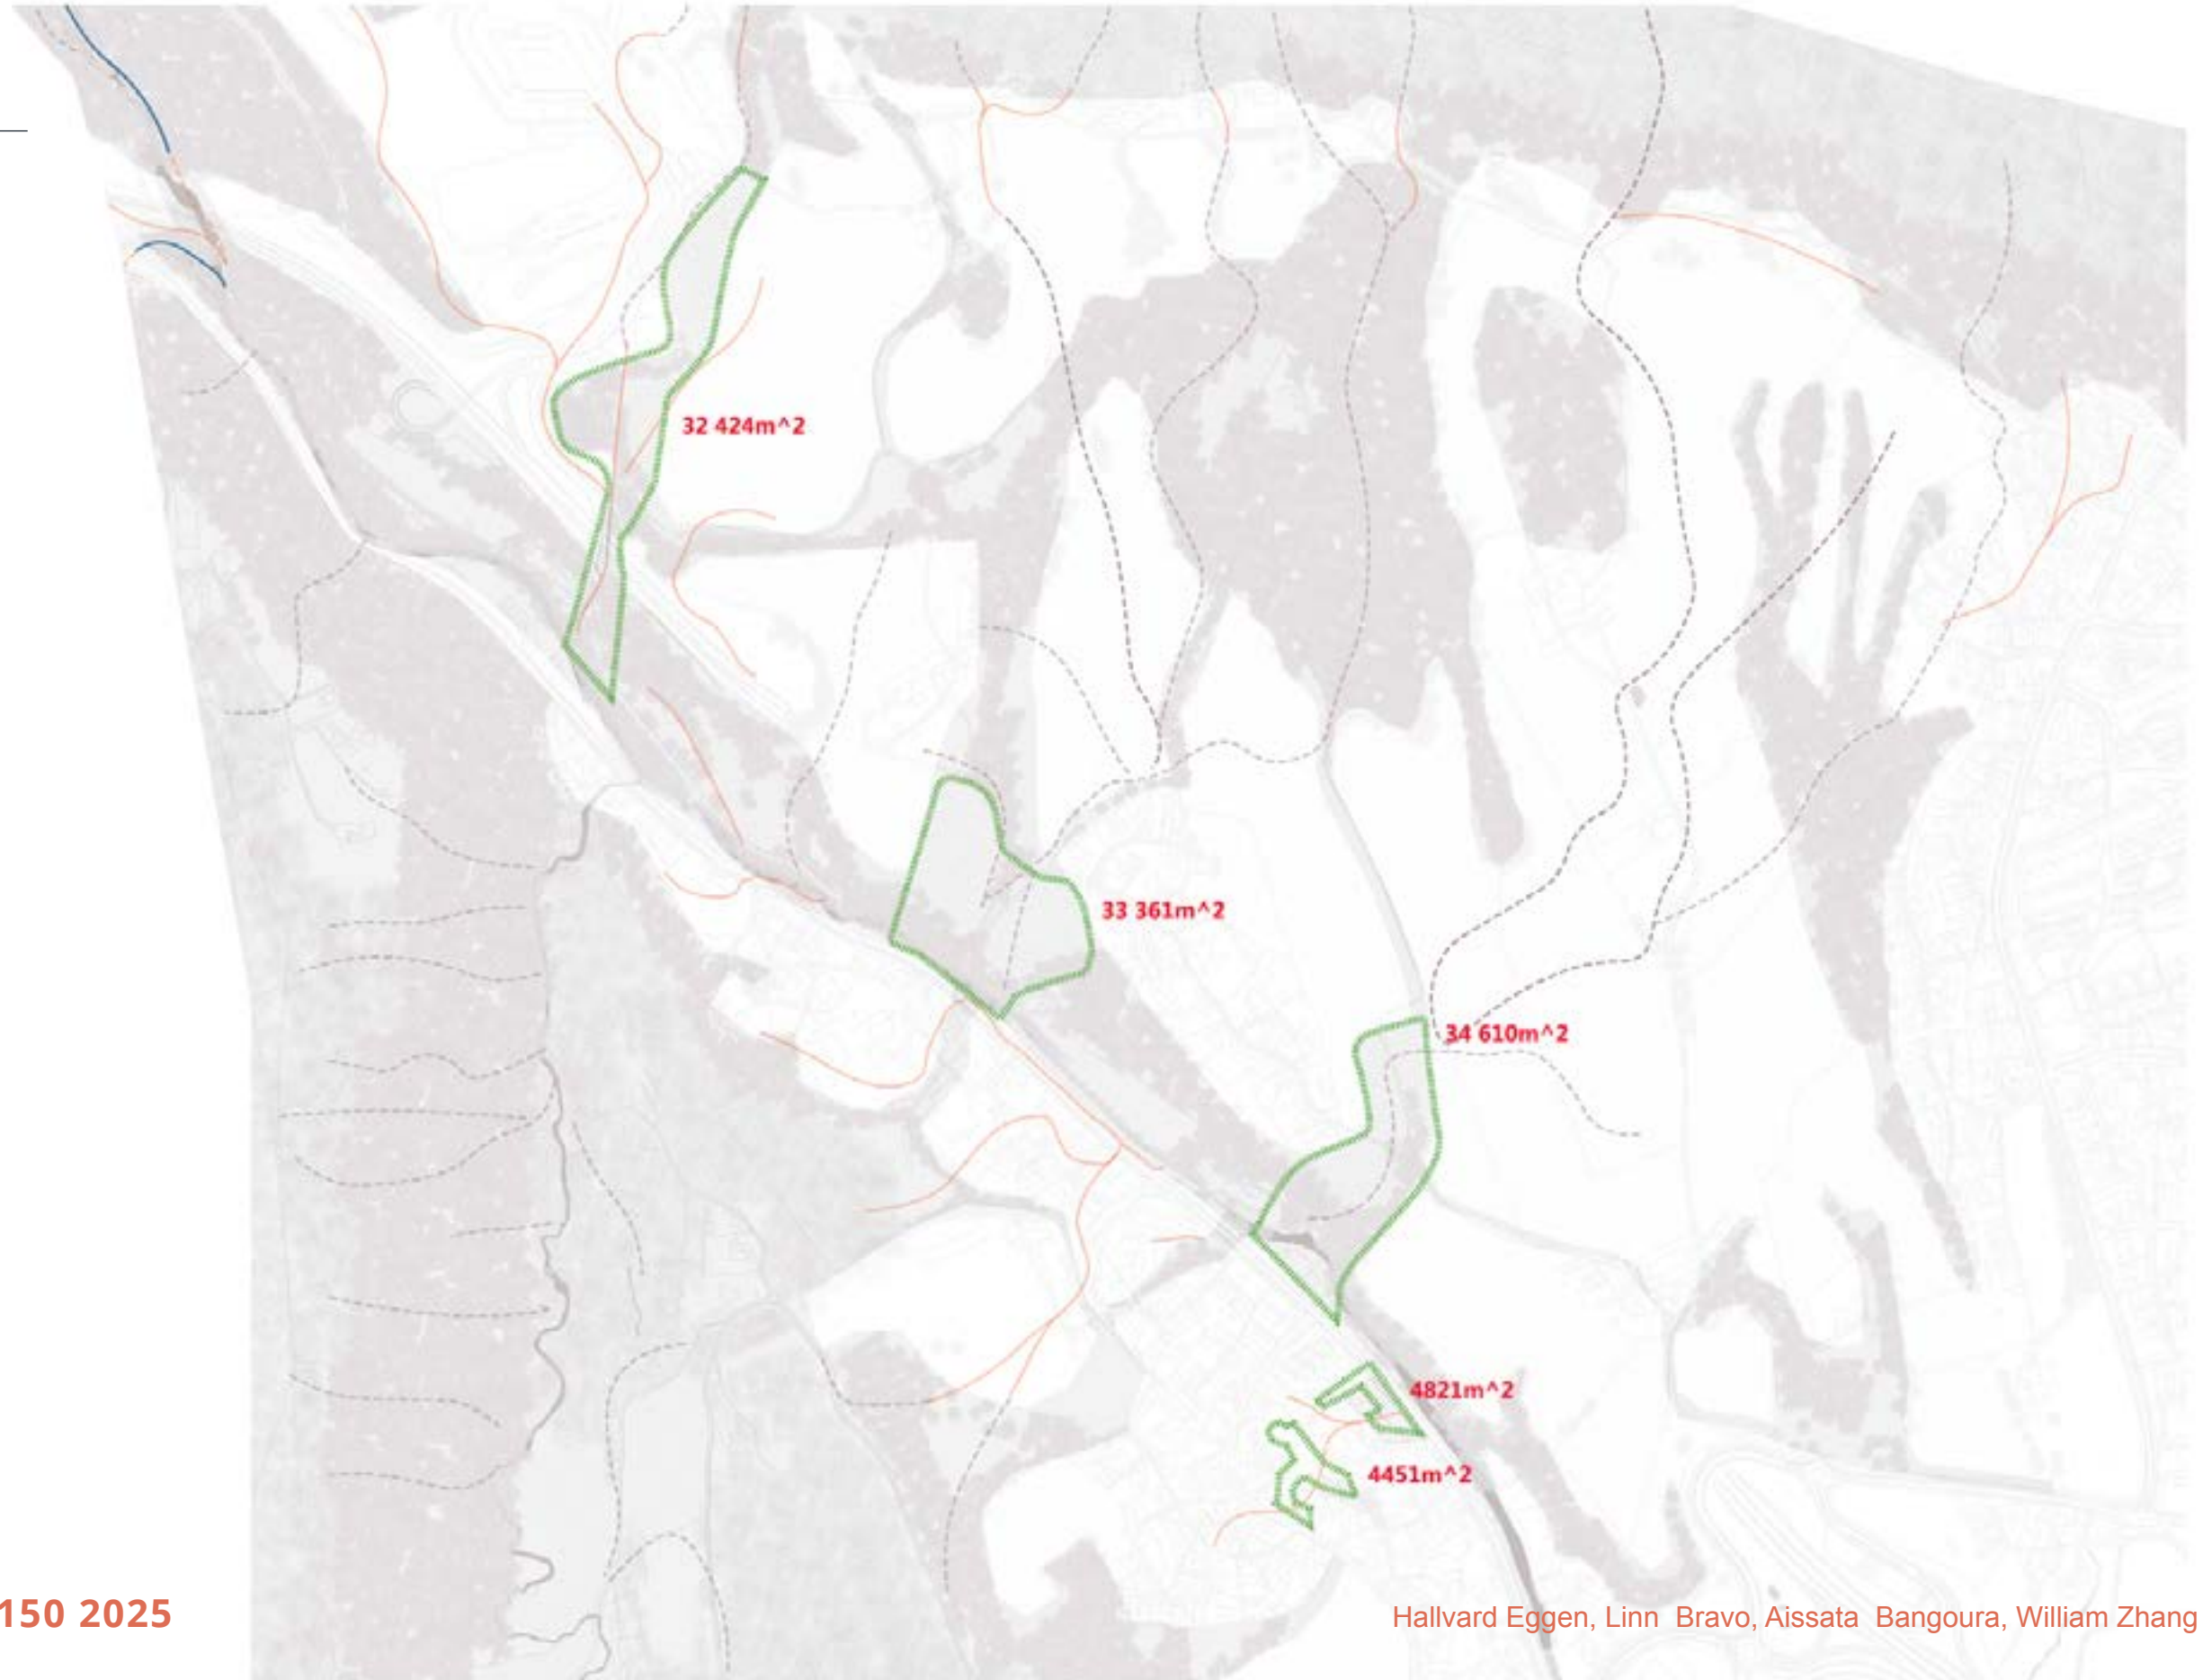 32 424m^2
33 361m^2
34 610m^2
4821m^2
4451m^2
150 2025
Hallvard Eggen, Linn Bravo, Aissata Bangoura, William Zhang